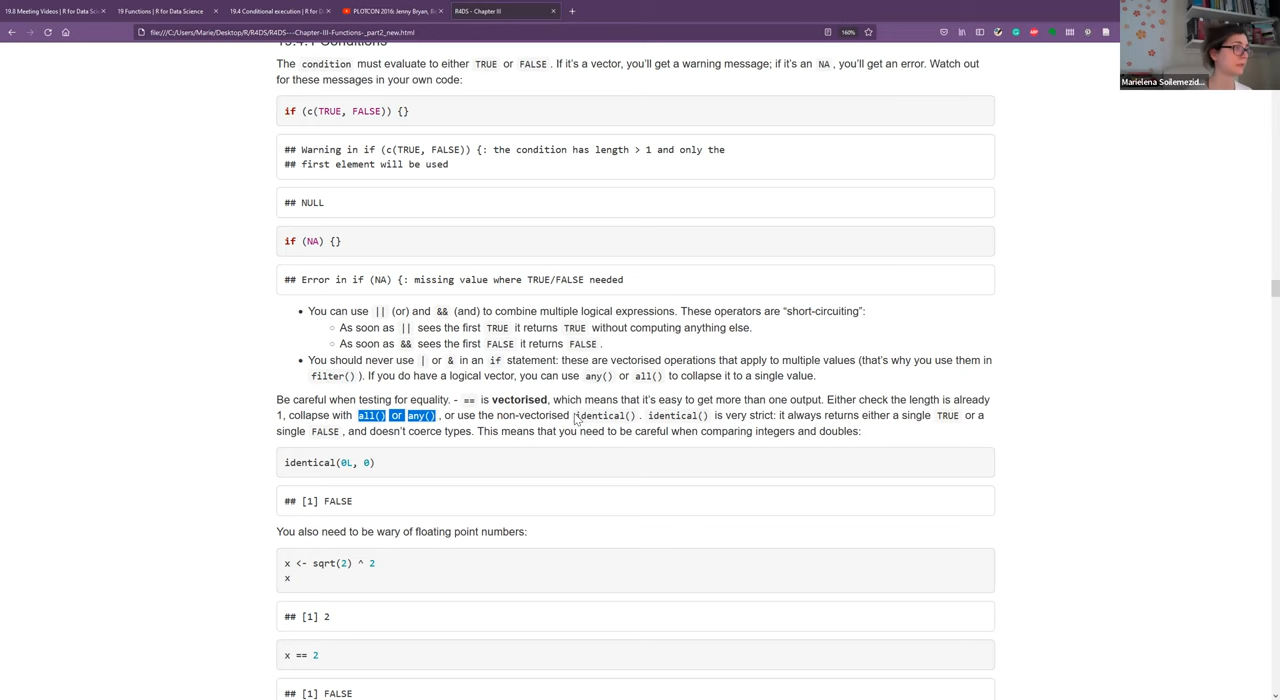 19.8 Meeting Videos | R for Data Sci
19 Functions | R for Data Science
19.4 Conditional execution | R for D
PLOTCON 2016: Jenny Bryan, B
R4DS - Chapter III
file:///C:/Users/Marie/Desktop/R/R4DS/R4DS---Chapter-III-Functions-_part2_new.html
160%
19.4.1 Conditions
Marielena Soilemezid...
The condition must evaluate to either TRUE or FALSE. If it's a vector, you'll get a warning message; if it's an NA, you'll get an error. Watch out
for these messages in your own code:
if (c(TRUE, FALSE)) {}
## Warning in if (c(TRUE, FALSE)) {: the condition has length > 1 and only the
## first element will be used
## NULL
if (NA) {}
## Error in if (NA) {: missing value where TRUE/FALSE needed
• You can use || (or) and && (and) to combine multiple logical expressions. These operators are “short-circuiting”:
◦ As soon as || sees the first TRUE it returns TRUE without computing anything else.
◦ As soon as && sees the first FALSE it returns FALSE.
• You should never use | or & in an if statement: these are vectorised operations that apply to multiple values (that's why you use them in
filter()). If you do have a logical vector, you can use any() or all() to collapse it to a single value.
Be careful when testing for equality. - == is vectorised, which means that it's easy to get more than one output. Either check the length is already
1, collapse with all() or any(), or use the non-vectorised identical(). identical() is very strict: it always returns either a single TRUE or a
single FALSE, and doesn't coerce types. This means that you need to be careful when comparing integers and doubles:
identical(0L, 0)
## [1] FALSE
You also need to be wary of floating point numbers:
x <- sqrt(2) ^ 2
x
## [1] 2
x == 2
## [1] FALSE